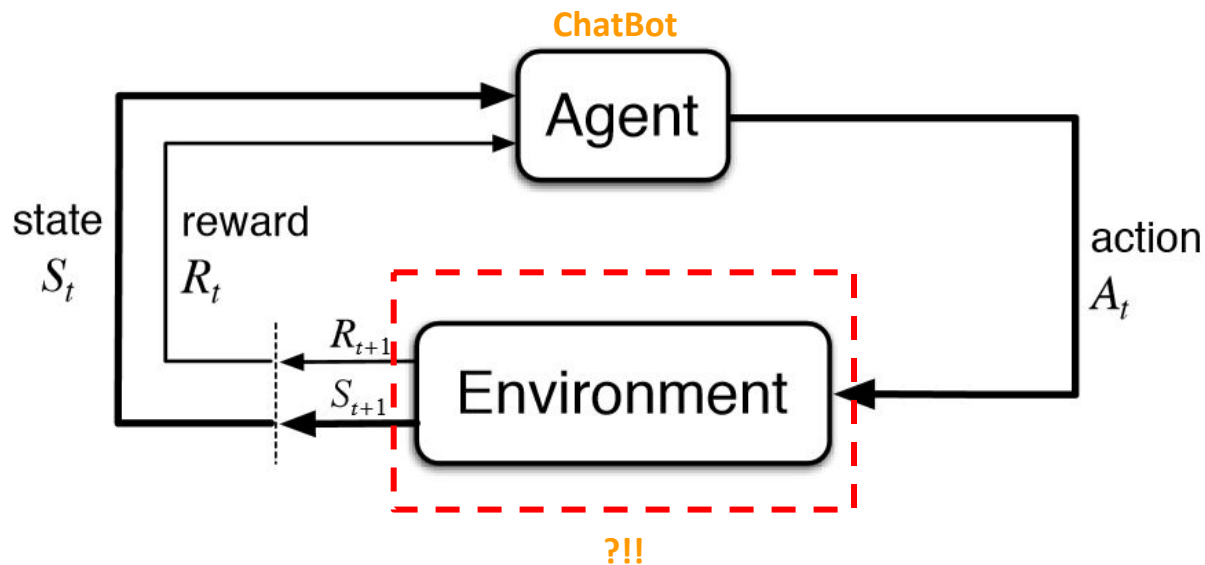 ChatBot
Agent
state
S_t
reward
R_t
action
A_t
R_{t+1}
S_{t+1}
Environment
?!!